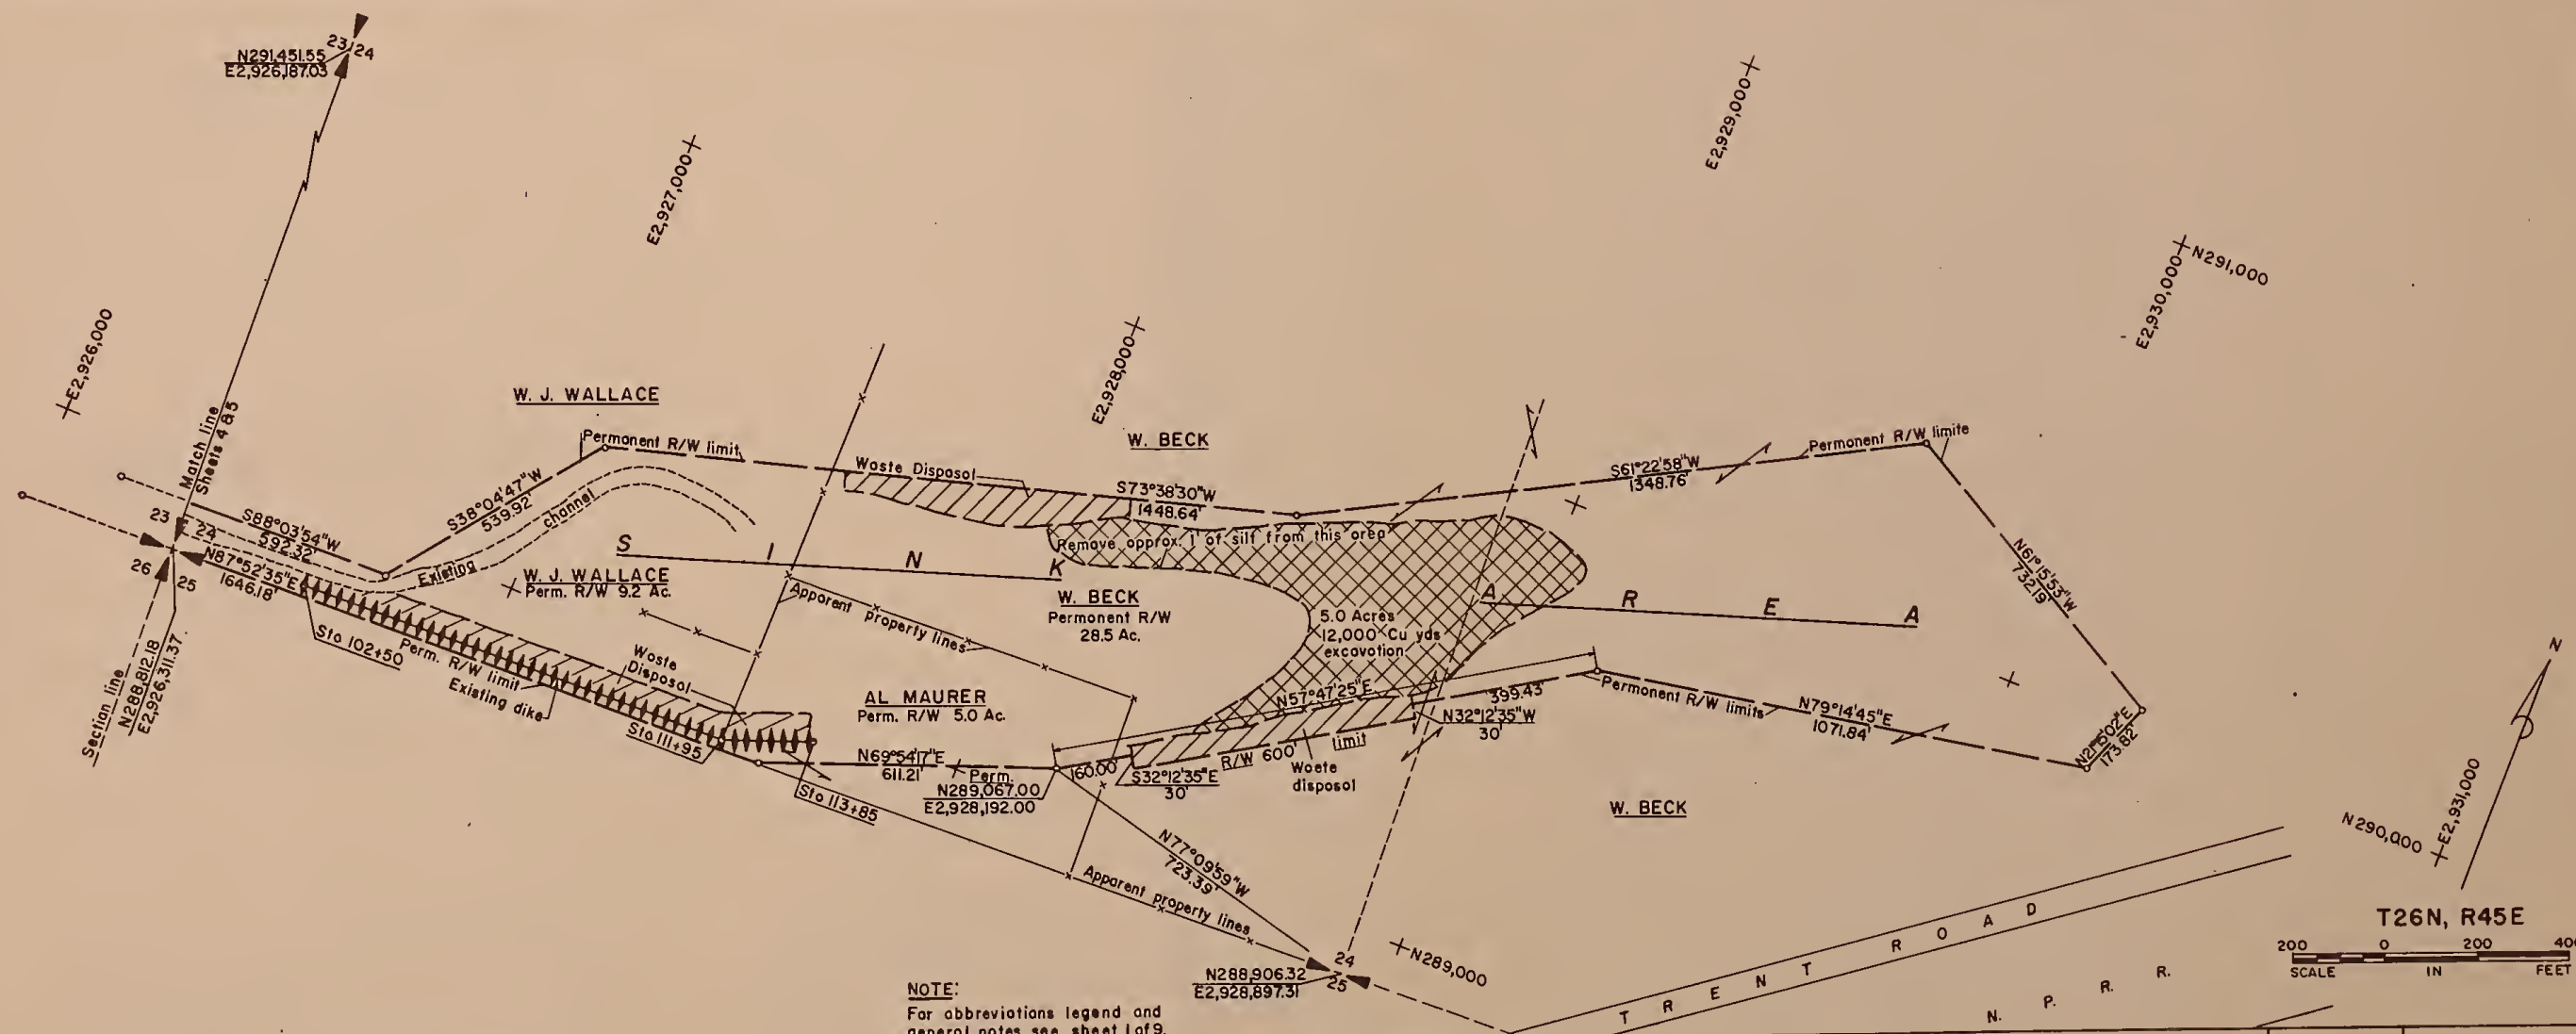 23 24
N291,451.55
E2,926,187.03
E2,927,000
E2,929,000
N291,000
E2,930,000
E2,926,000
E2,928,000
W. J. WALLACE
W. BECK
Match line
Sheets 4 & 5
Permanent R/W limit
Waste Disposal
S73°38'30"W
1448.64'
S61°22'58"W
1348.76'
Permanent R/W limite
S38°04'47"W
539.92'
channel
Existing
S88°03'54"W
592.32'
23
24
26
25
N87°52'35"E
1646.18'
Section line
N288,812.18
E2,926,311.37
SINK
AREA
Remove approx. 1' of silt from this area
W. J. WALLACE
Perm. R/W 9.2 Ac.
W. BECK
Permanent R/W
28.5 Ac.
Apparent
property lines
5.0 Acres
12,000 Cu yds
excavation
N61°15'53"W
732.19'
Sta 102+50
Perm. R/W limit
Existing dike
Waste
Disposal
AL MAURER
Perm. R/W 5.0 Ac.
N57°47'25"E
399.43'
Permanent R/W limits
N79°14'45"E
1071.84'
173.82'
N32°12'35"W
30'
Sta 111+95
N69°54'17"E
611.21'
Perm.
R/W 600'
limit
160.00'
S32°12'35"E
30'
Waste
disposal
N289,067.00
E2,928,192.00
Sta 113+85
W. BECK
N77°09'59"W
723.39'
Apparent property lines
N
E2,931,000
N290,000
N289,000
N288,906.32
E2,928,897.31
24
25
TRENT ROAD
N. P. R. R.
T26N, R45E
200 0 200 400
SCALE IN FEET
NOTE:
For abbreviations legend and
general notes see sheet 1 of 9.